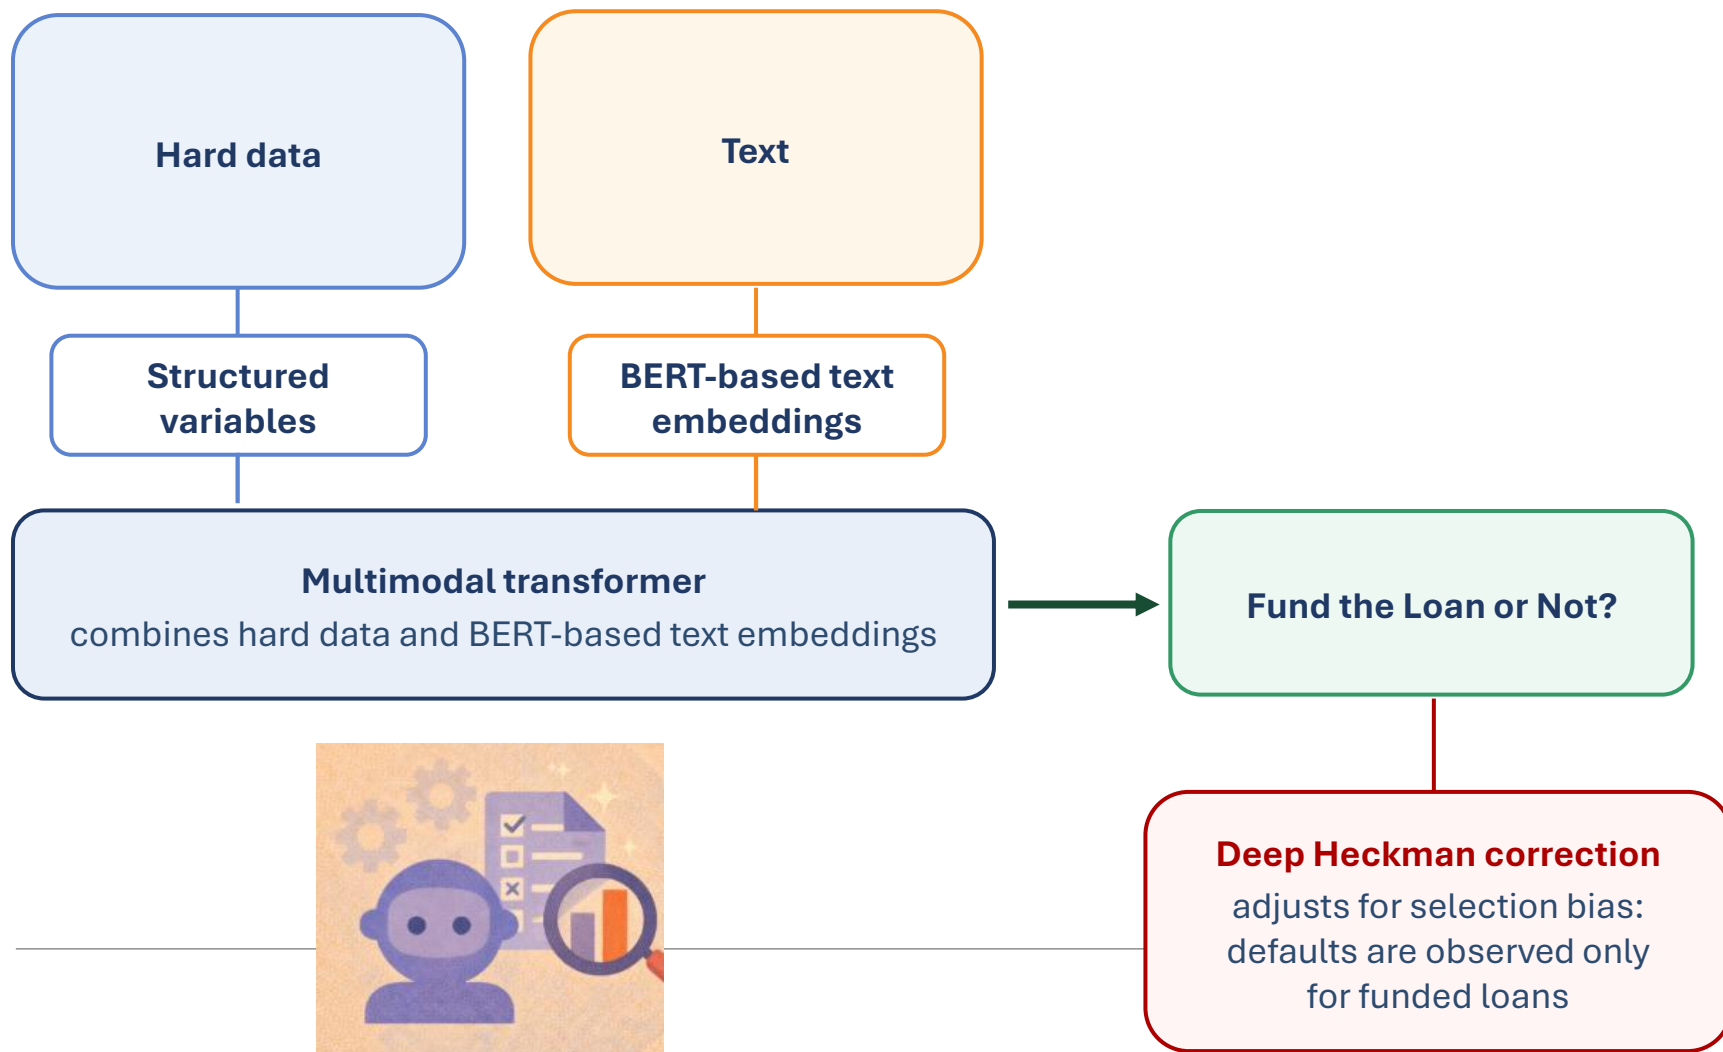 Hard data
Text
Structured
variables
BERT-based text
embeddings
Multimodal transformer
combines hard data and BERT-based text embeddings
Fund the Loan or Not?
Deep Heckman correction
adjusts for selection bias:
defaults are observed only
for funded loans